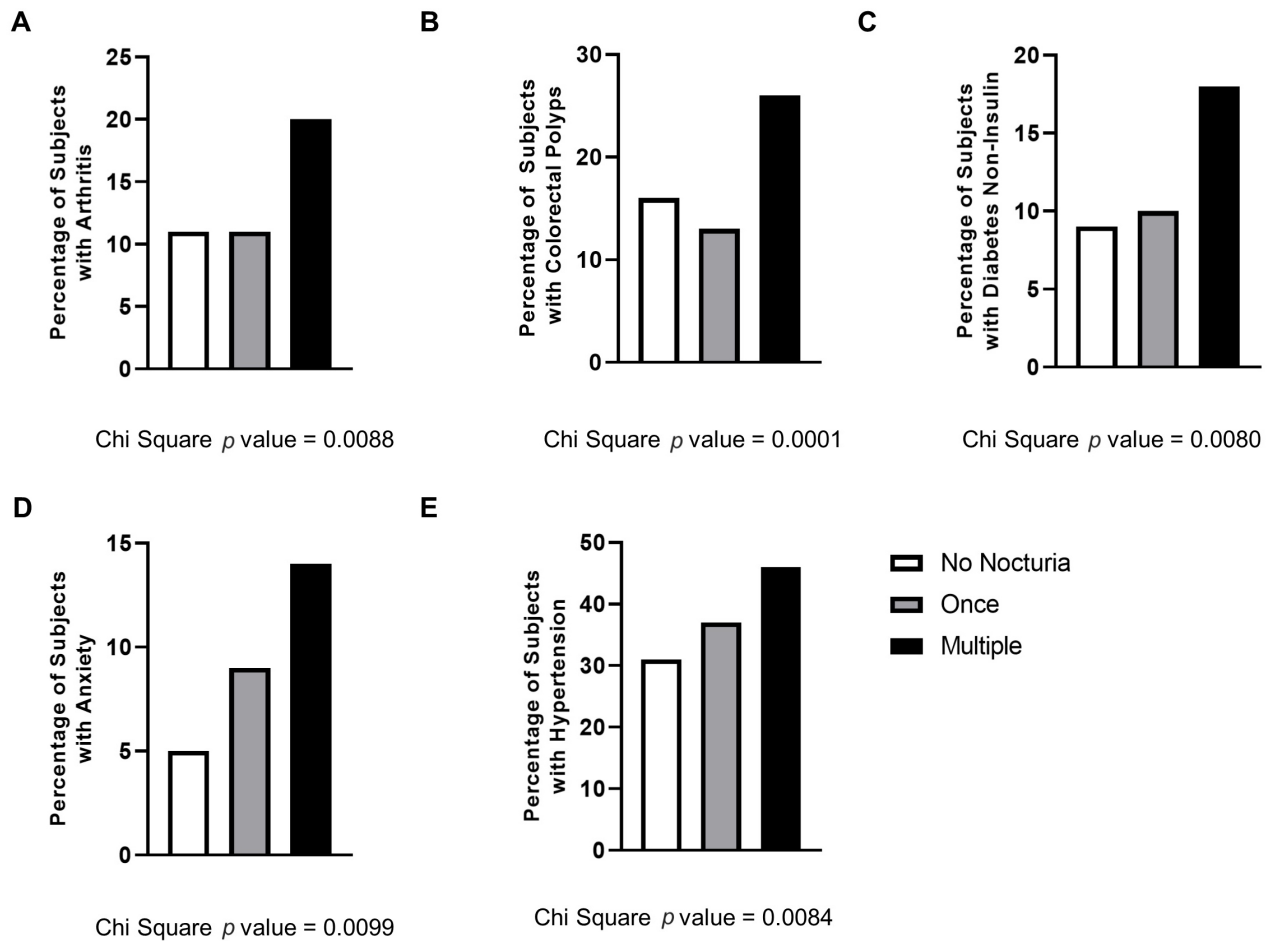 A
Percentage of Subjects
with Arthritis
25
20
15
10
5
0
Chi Square p value = 0.0088
B
Percentage of Subjects
with Colorectal Polyps
30
20
10
0
Chi Square p value = 0.0001
C
Percentage of Subjects
with Diabetes Non-Insulin
20
15
10
5
0
Chi Square p value = 0.0080
D
Percentage of Subjects
with Anxiety
15
10
5
0
Chi Square p value = 0.0099
E
Percentage of Subjects
with Hypertension
50
40
30
20
10
0
Chi Square p value = 0.0084
No Nocturia
Once
Multiple